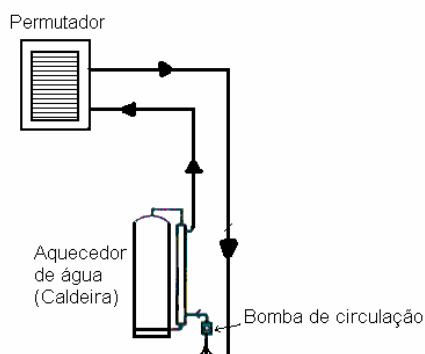 Permutador
Aquecedor
de água
(Caldeira)
Bomba de circulação